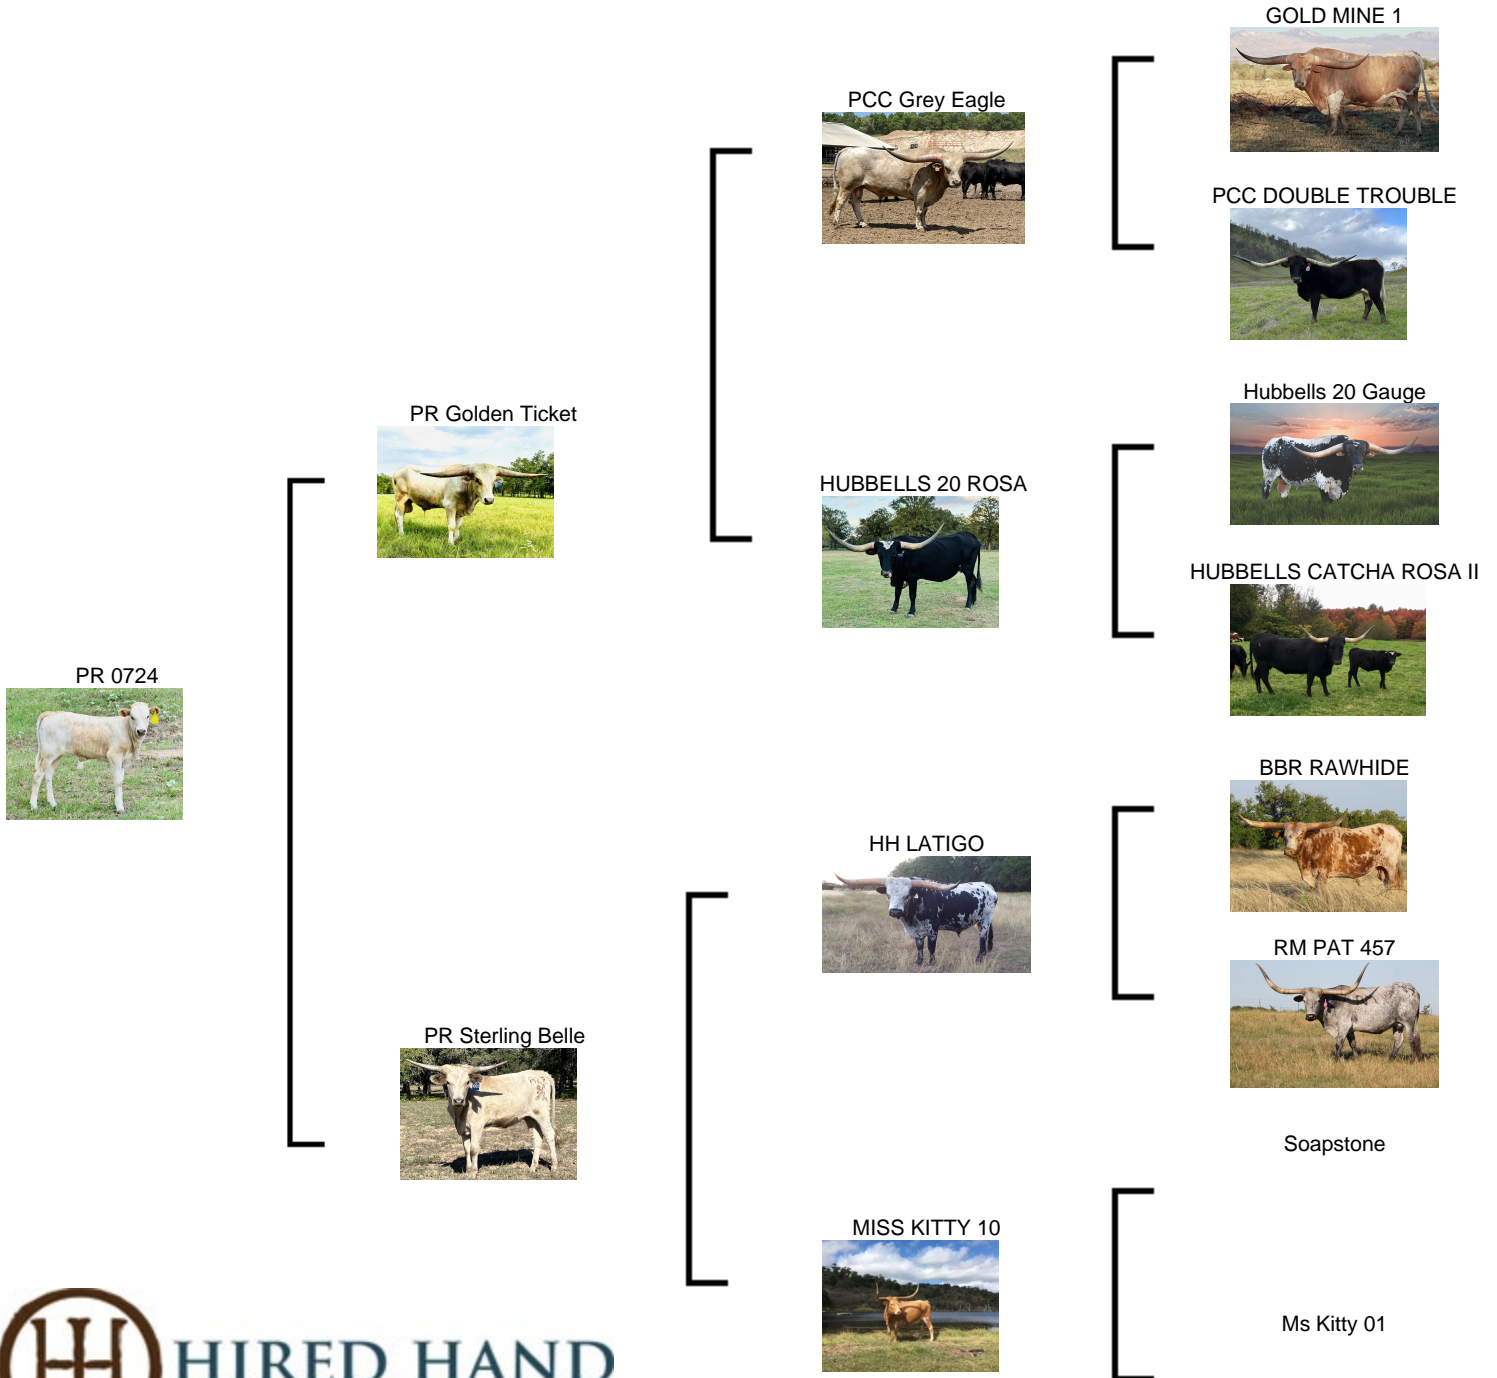 GOLD MINE 1
PCC Grey Eagle
PCC DOUBLE TROUBLE
Hubbells 20 Gauge
PR Golden Ticket
HUBBELLS 20 ROSA
HUBBELLS CATCHA ROSA II
PR 0724
BBR RAWHIDE
HH LATIGO
RM PAT 457
PR Sterling Belle
Soapstone
MISS KITTY 10
Ms Kitty 01
HIRED HAND